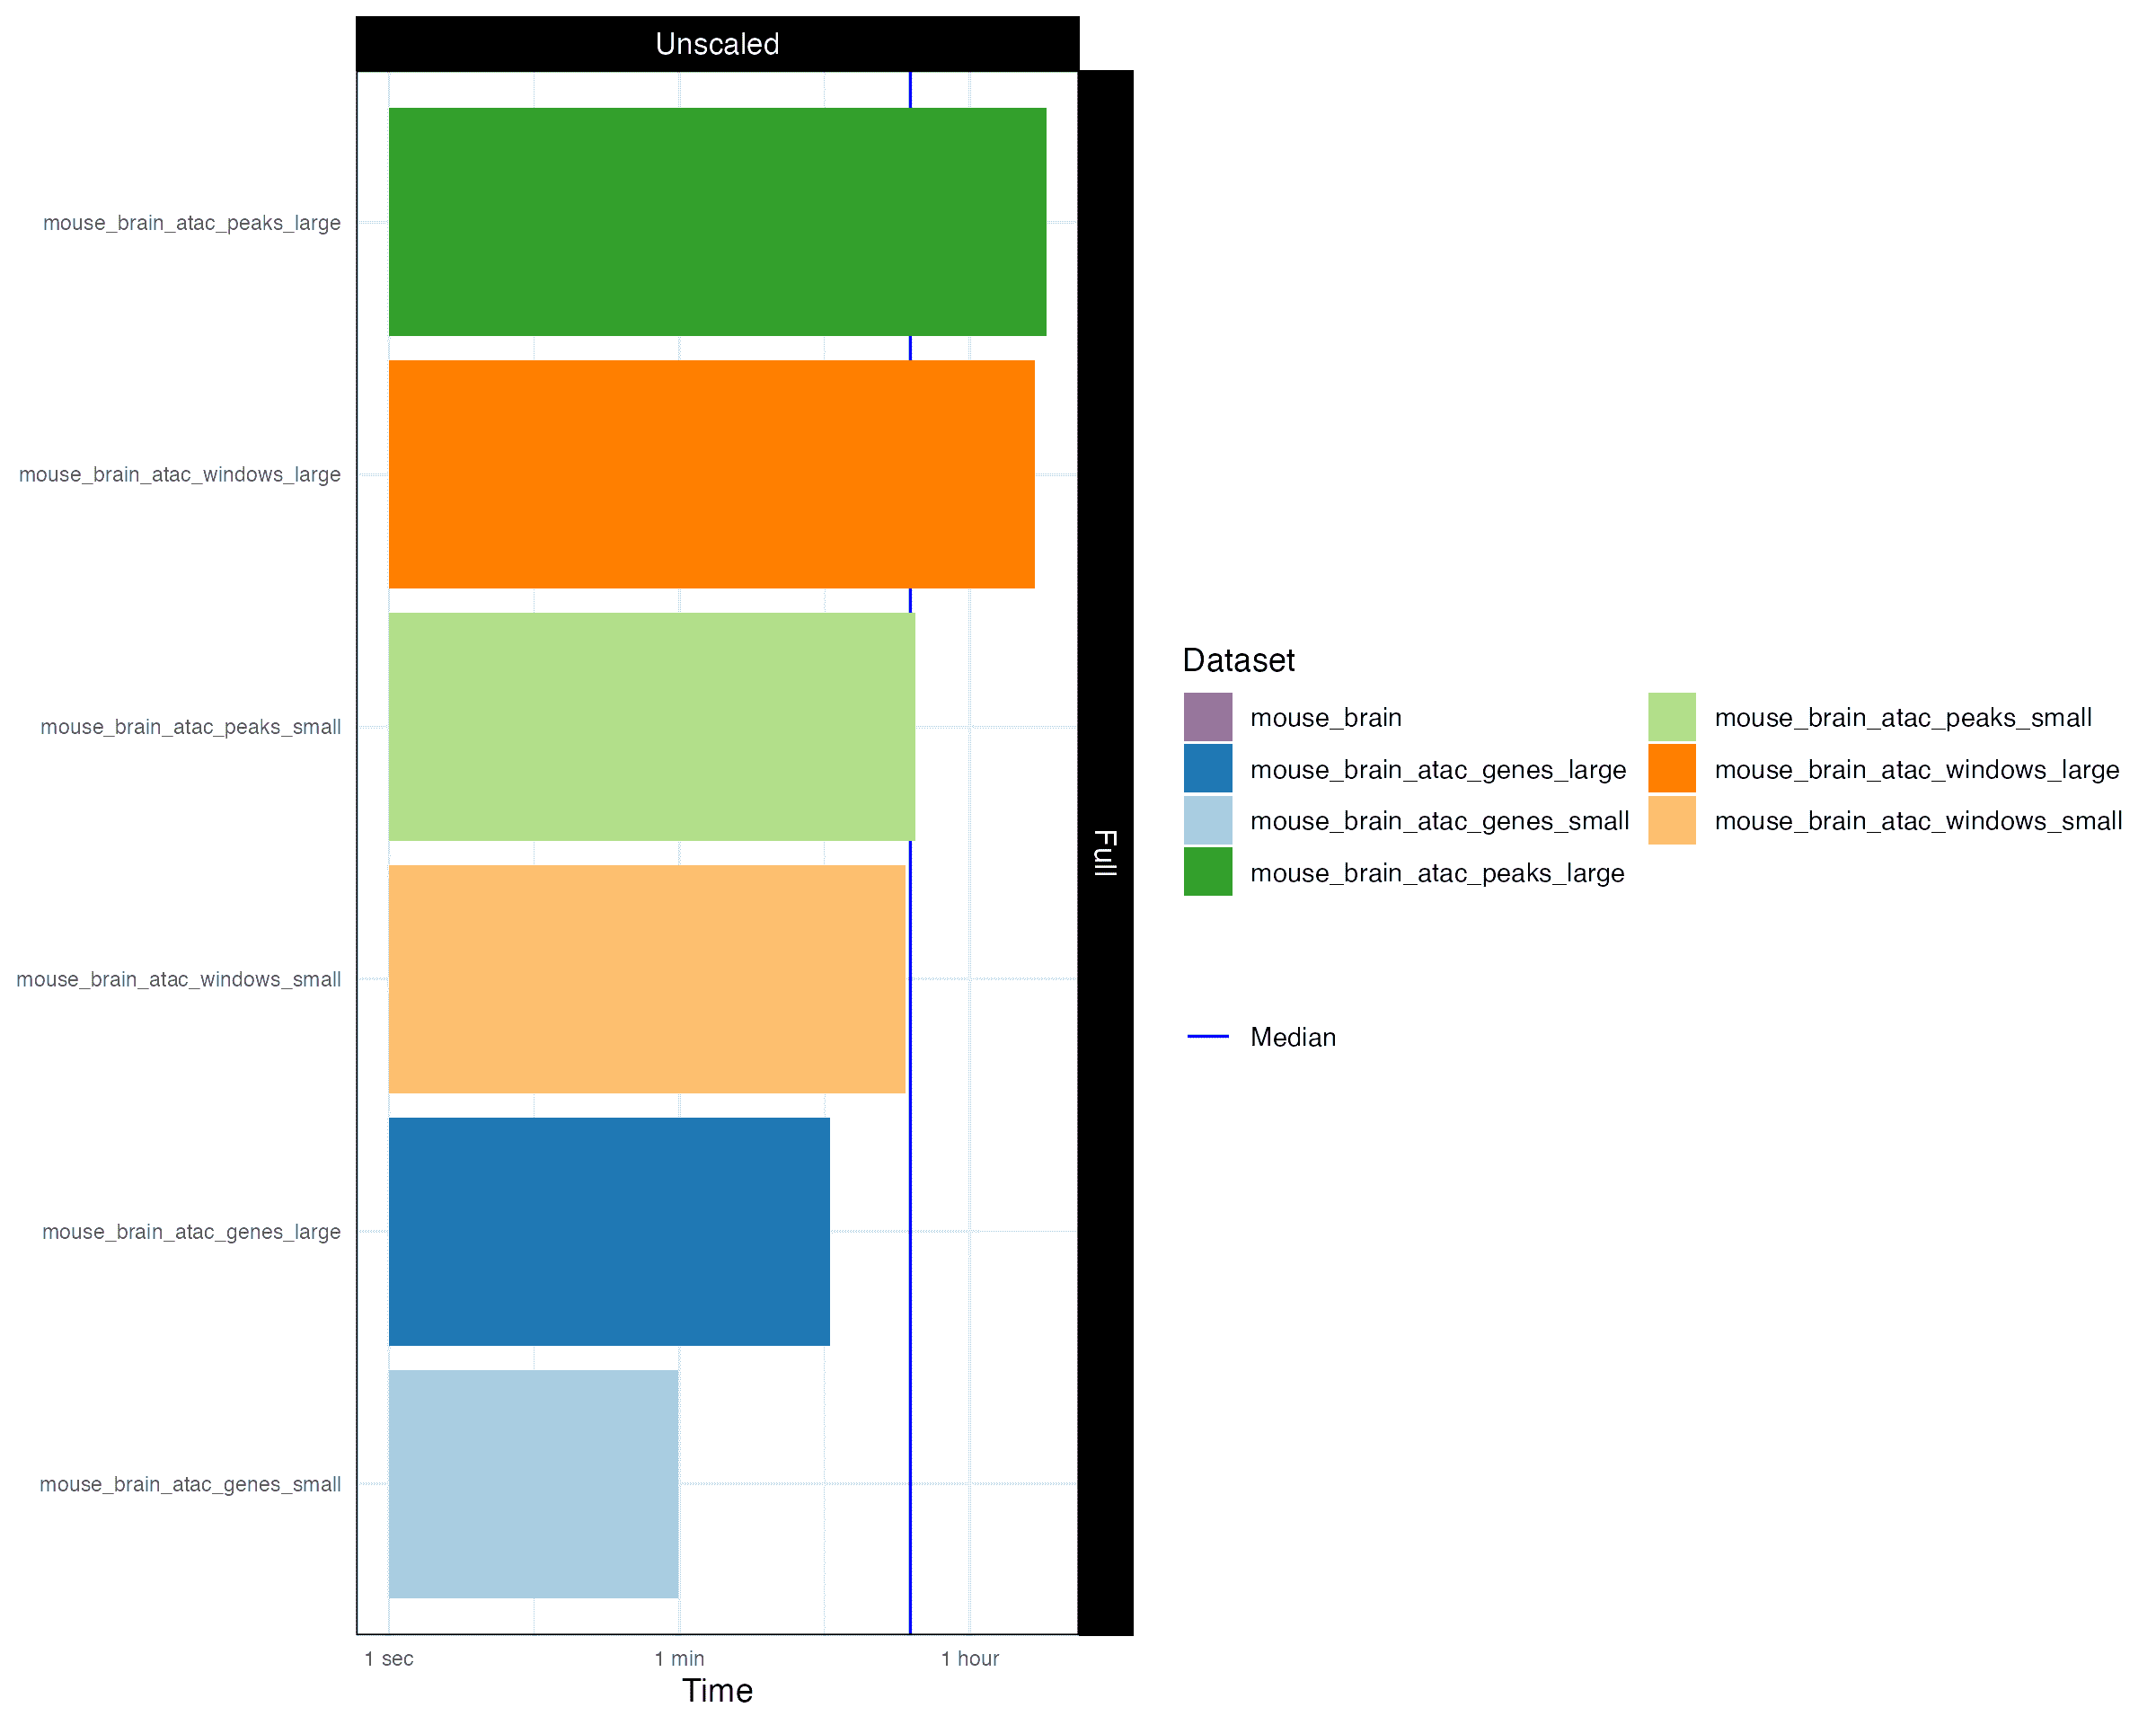 Unscaled
mouse_brain_atac_peaks_large
mouse_brain_atac_windows_large
mouse_brain_atac_peaks_small
mouse_brain_atac_windows_small
mouse_brain_atac_genes_large
mouse_brain_atac_genes_small
1 sec
1 min
1 hour
Time
Full
Dataset
mouse_brain
mouse_brain_atac_genes_large
mouse_brain_atac_genes_small
mouse_brain_atac_peaks_large
mouse_brain_atac_peaks_small
mouse_brain_atac_windows_large
mouse_brain_atac_windows_small
Median